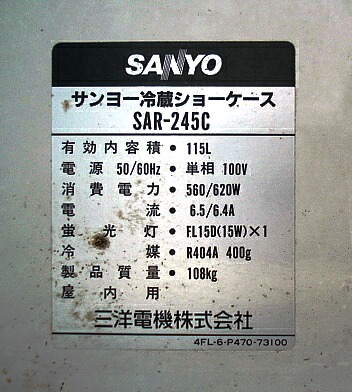 SANYO
サンヨー冷蔵ショーケース
SAR-245C
有効内容積・115L
電源 50/60Hz・単相 100V
消費電力・560/620W
電流・6.5/6.4A
蛍光灯・FL15D(15W)×1
冷媒・R404A 400g
製品質量・108kg
屋内用
三洋電機株式会社
4FL-6-P470-73100